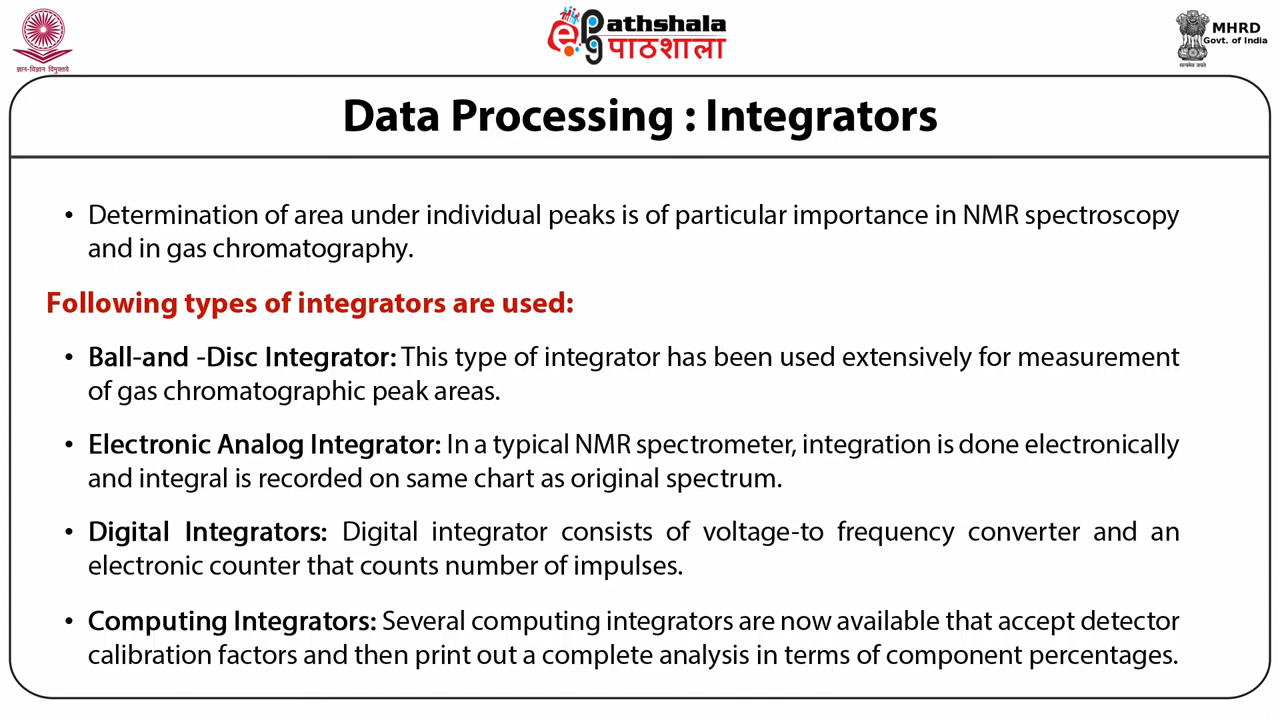 ज्ञान-विज्ञान विमुक्तये
ePathshala
पाठशाला
MHRD
Govt. of India
सत्यमेव जयते
Data Processing : Integrators
• Determination of area under individual peaks is of particular importance in NMR spectroscopy
and in gas chromatography.
Following types of integrators are used:
• Ball-and -Disc Integrator: This type of integrator has been used extensively for measurement
of gas chromatographic peak areas.
• Electronic Analog Integrator: In a typical NMR spectrometer, integration is done electronically
and integral is recorded on same chart as original spectrum.
• Digital Integrators: Digital integrator consists of voltage-to frequency converter and an
electronic counter that counts number of impulses.
• Computing Integrators: Several computing integrators are now available that accept detector
calibration factors and then print out a complete analysis in terms of component percentages.